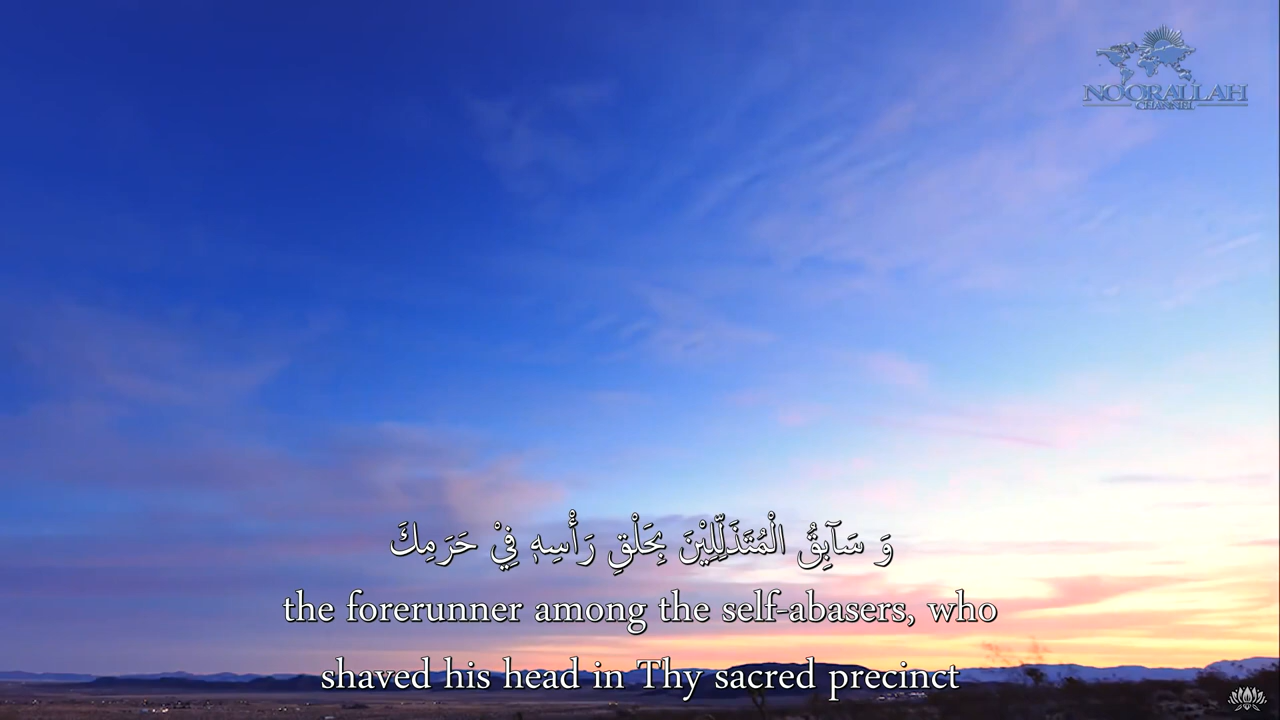 NOORALLAH
CHANNEL
وَ سَآبِقُ الْمُتَذَلِّلِيْنَ بِحَلْقِ رَأْسِهٖ فِيْ حَرَمِكَ
the forerunner among the self-abasers, who
shaved his head in Thy sacred precinct